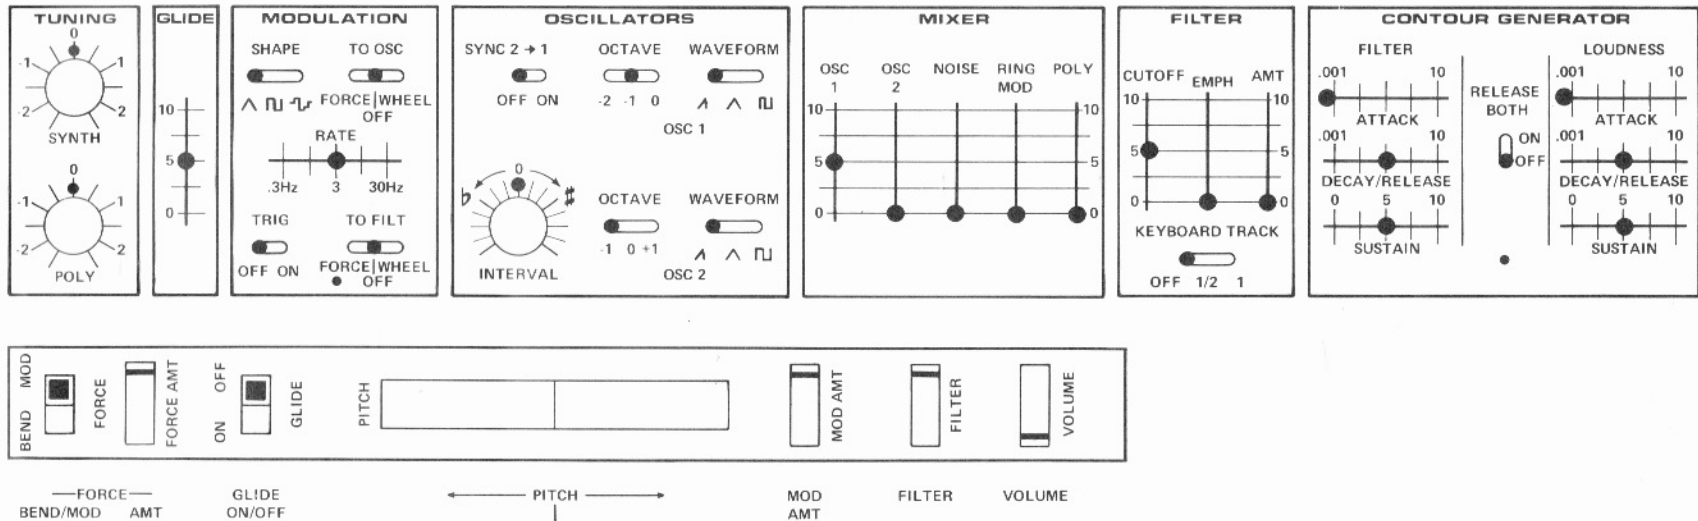 TUNING
0
-1 1
-2 2
SYNTH
0
-1 1
-2 2
POLY
GLIDE
10
5
0
MODULATION
SHAPE TO OSC
FORCE|WHEEL
OFF
RATE
.3Hz 3 30Hz
TRIG TO FILT
OFF ON FORCE|WHEEL
OFF
OSCILLATORS
SYNC 2 → 1 OCTAVE WAVEFORM
OFF ON -2 -1 0
OSC 1
0
♭ ♯
INTERVAL
OCTAVE WAVEFORM
-1 0 +1
OSC 2
MIXER
OSC 1 OSC 2 NOISE RING MOD POLY
10 10
5 5
0 0
FILTER
CUTOFF EMPH AMT
10 10
5 5
0 0
KEYBOARD TRACK
OFF 1/2 1
CONTOUR GENERATOR
FILTER
.001 10
ATTACK
.001 10
DECAY/RELEASE
0 5 10
SUSTAIN
RELEASE
BOTH
ON
OFF
LOUDNESS
.001 10
ATTACK
.001 10
DECAY/RELEASE
0 5 10
SUSTAIN
BEND MOD
FORCE
FORCE AMT
ON OFF
GLIDE
PITCH
MOD AMT
FILTER
VOLUME
FORCE
BEND/MOD AMT
GLIDE
ON/OFF
PITCH
MOD
AMT
FILTER
VOLUME